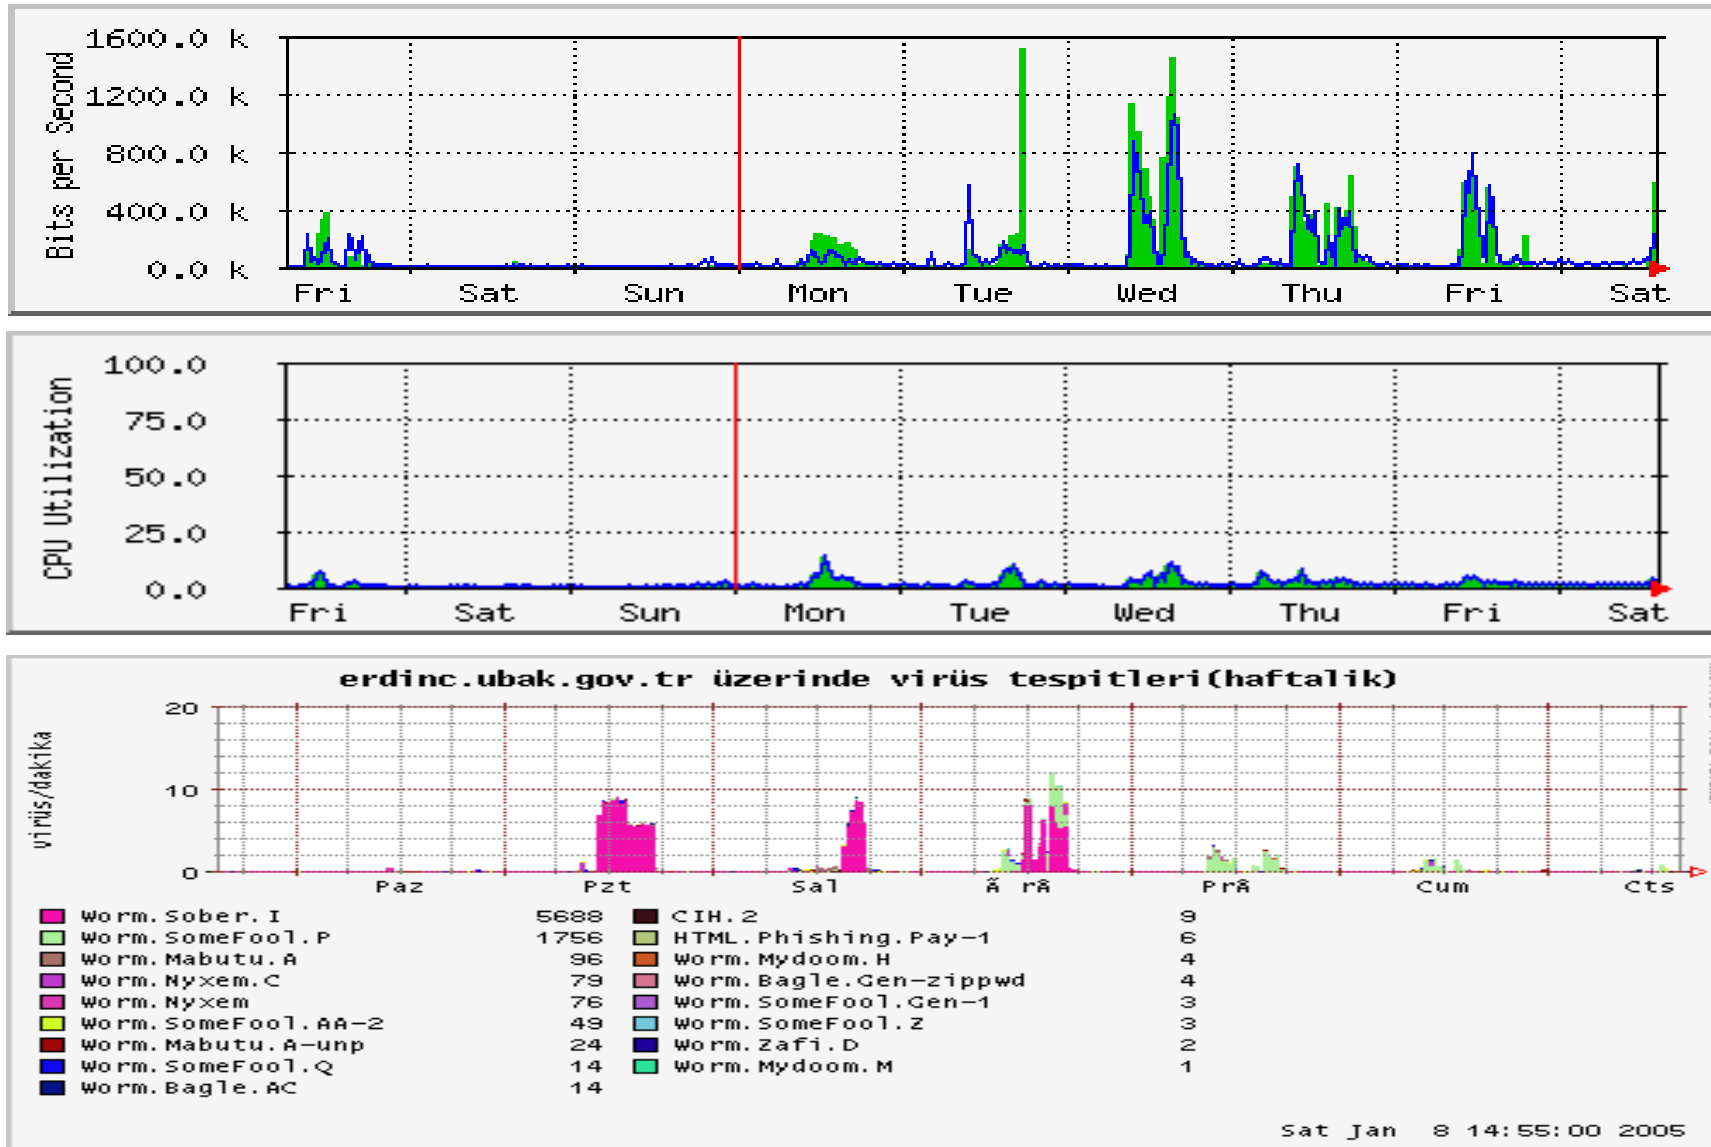 1600.0 k
1200.0 k
800.0 k
400.0 k
0.0 k
Bits per Second
Fri Sat Sun Mon Tue Wed Thu Fri Sat
100.0
75.0
50.0
25.0
0.0
CPU Utilization
Fri Sat Sun Mon Tue Wed Thu Fri Sat
erdinc.ubak.gov.tr üzerinde virüs tespitleri(haftalik)
20
10
0
virüs/dakika
Paz Pzt Sal Cum Cts
Worm.Sober.I 5688 CIH.2 9
Worm.SomeFool.P 1756 HTML.Phishing.Pay-1 6
Worm.Mabutu.A 96 Worm.Mydoom.H 4
Worm.Nyxem.C 79 Worm.Bagle.Gen-zippwd 4
Worm.Nyxem 76 Worm.SomeFool.Gen-1 3
Worm.SomeFool.AA-2 49 Worm.SomeFool.Z 3
Worm.Mabutu.A-unp 24 Worm.Zafi.D 2
Worm.SomeFool.Q 14 Worm.Mydoom.M 1
Worm.Bagle.AC 14
Sat Jan 8 14:55:00 2005